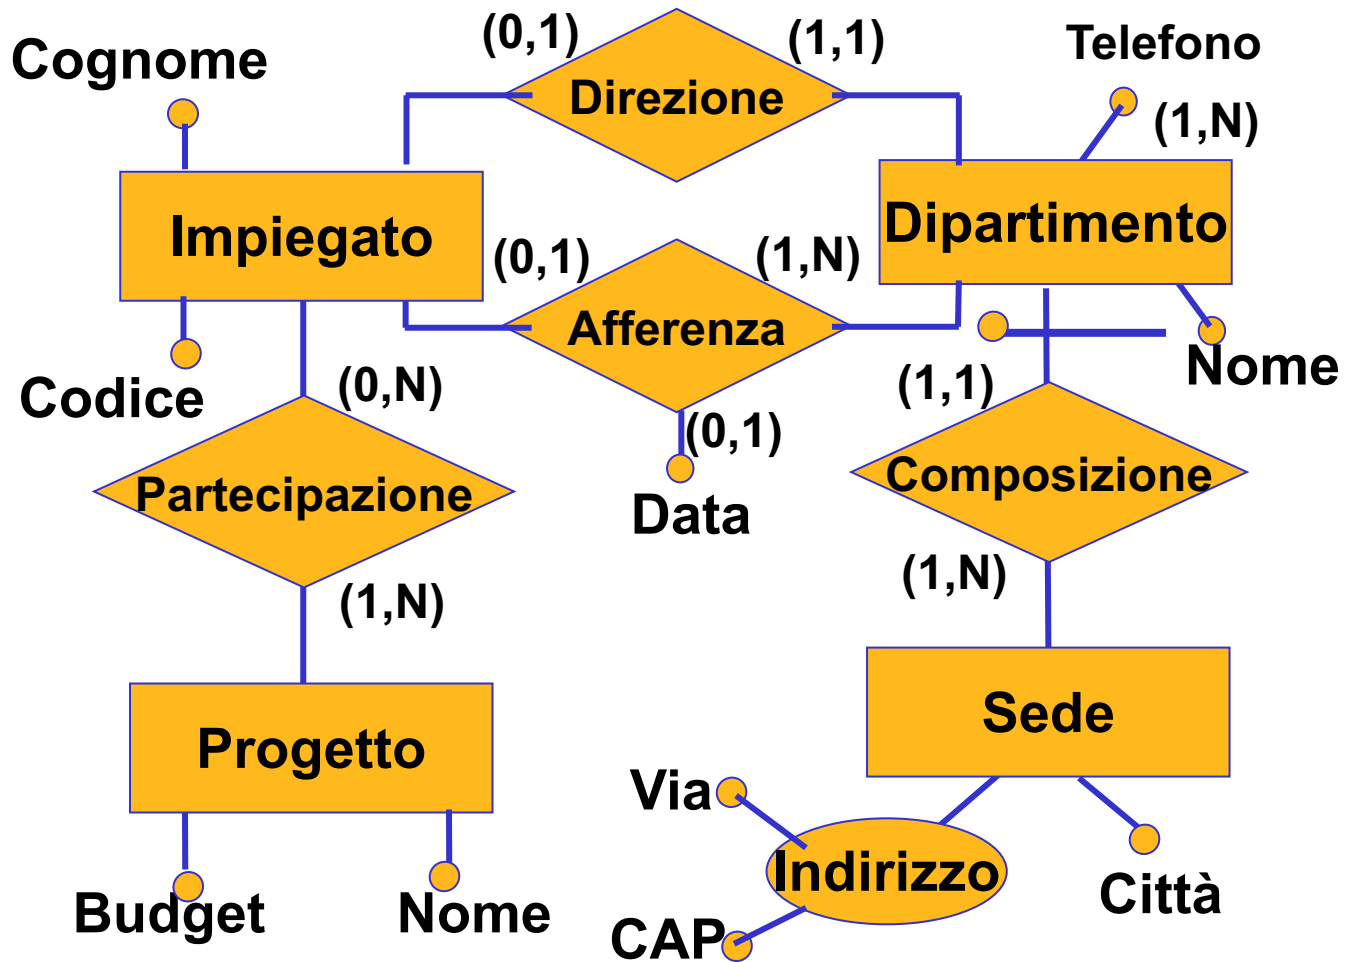 Cognome
(0,1)
(1,1)
Telefono
Direzione
(1,N)
Impiegato
(0,1)
(1,N)
Dipartimento
Afferenza
Codice
(0,N)
(0,1)
Data
(1,1)
Nome
Partecipazione
Composizione
(1,N)
(1,N)
Progetto
Sede
Via
Indirizzo
Città
Budget
Nome
CAP